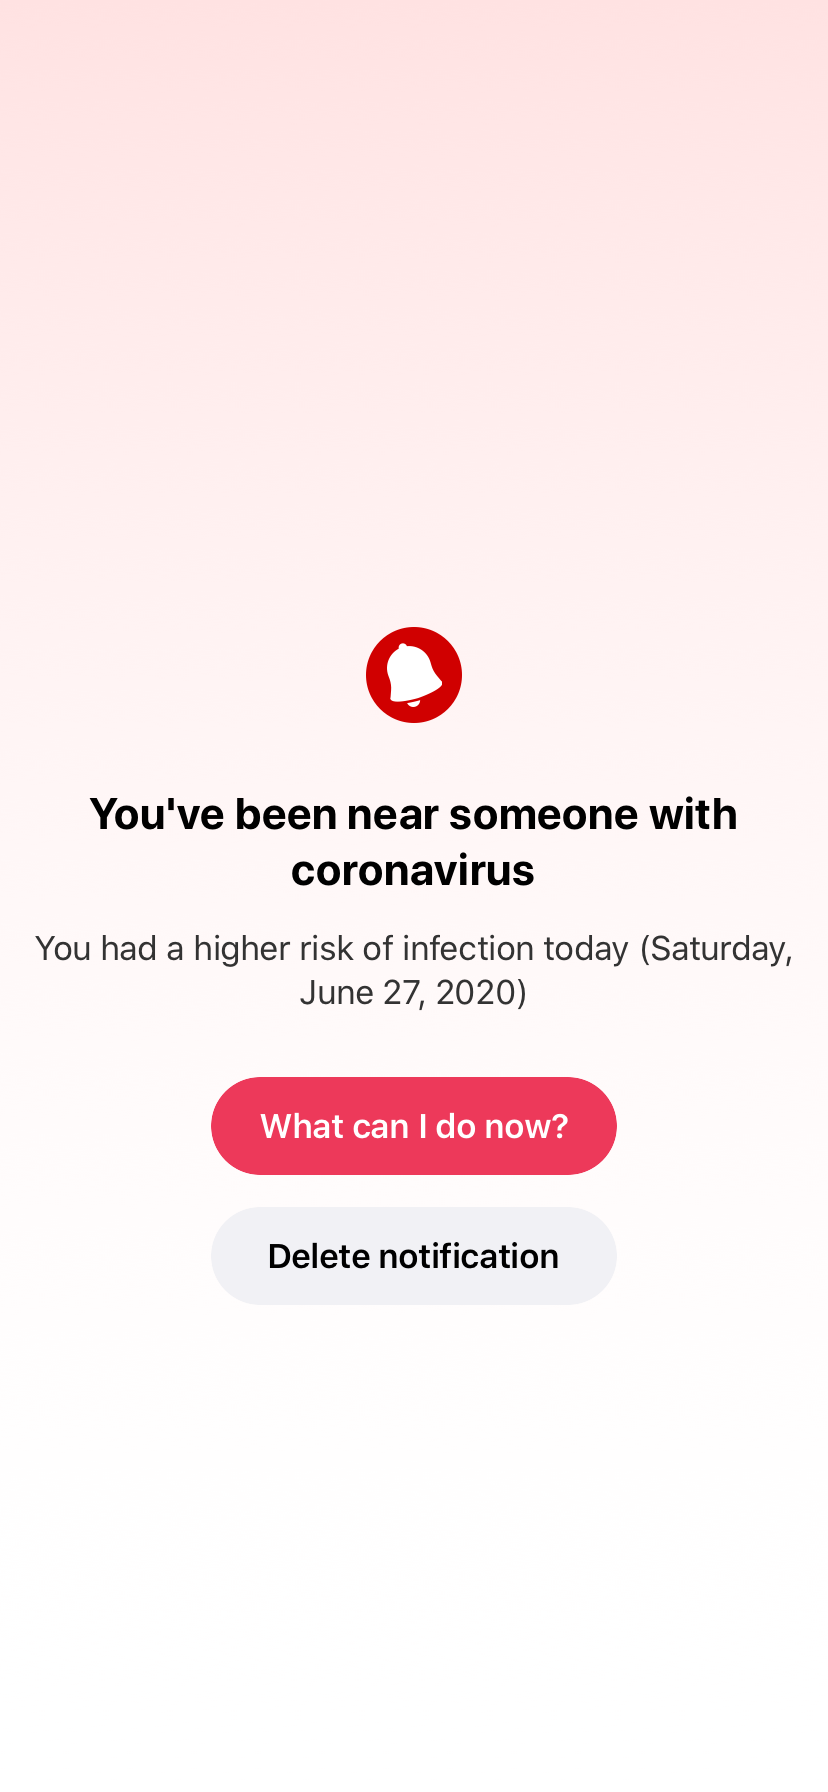 You've been near someone with
coronavirus
You had a higher risk of infection today (Saturday,
June 27, 2020)
What can I do now?
Delete notification